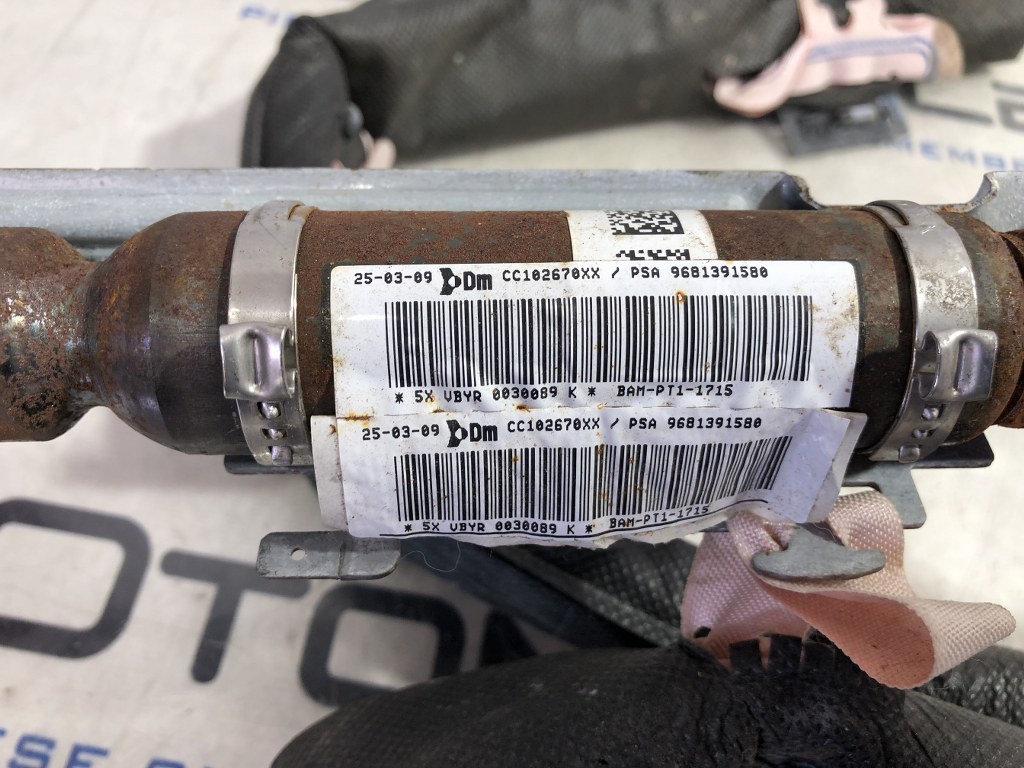 25-03-09 Dm CC102670XX / PSA 9681391580
* 5X VBYR 0030089 K * BAM-PT1-1715
25-03-09 Dm CC102670XX / PSA 9681391580
* 5X VBYR 0030089 K * BAM-PT1-1715